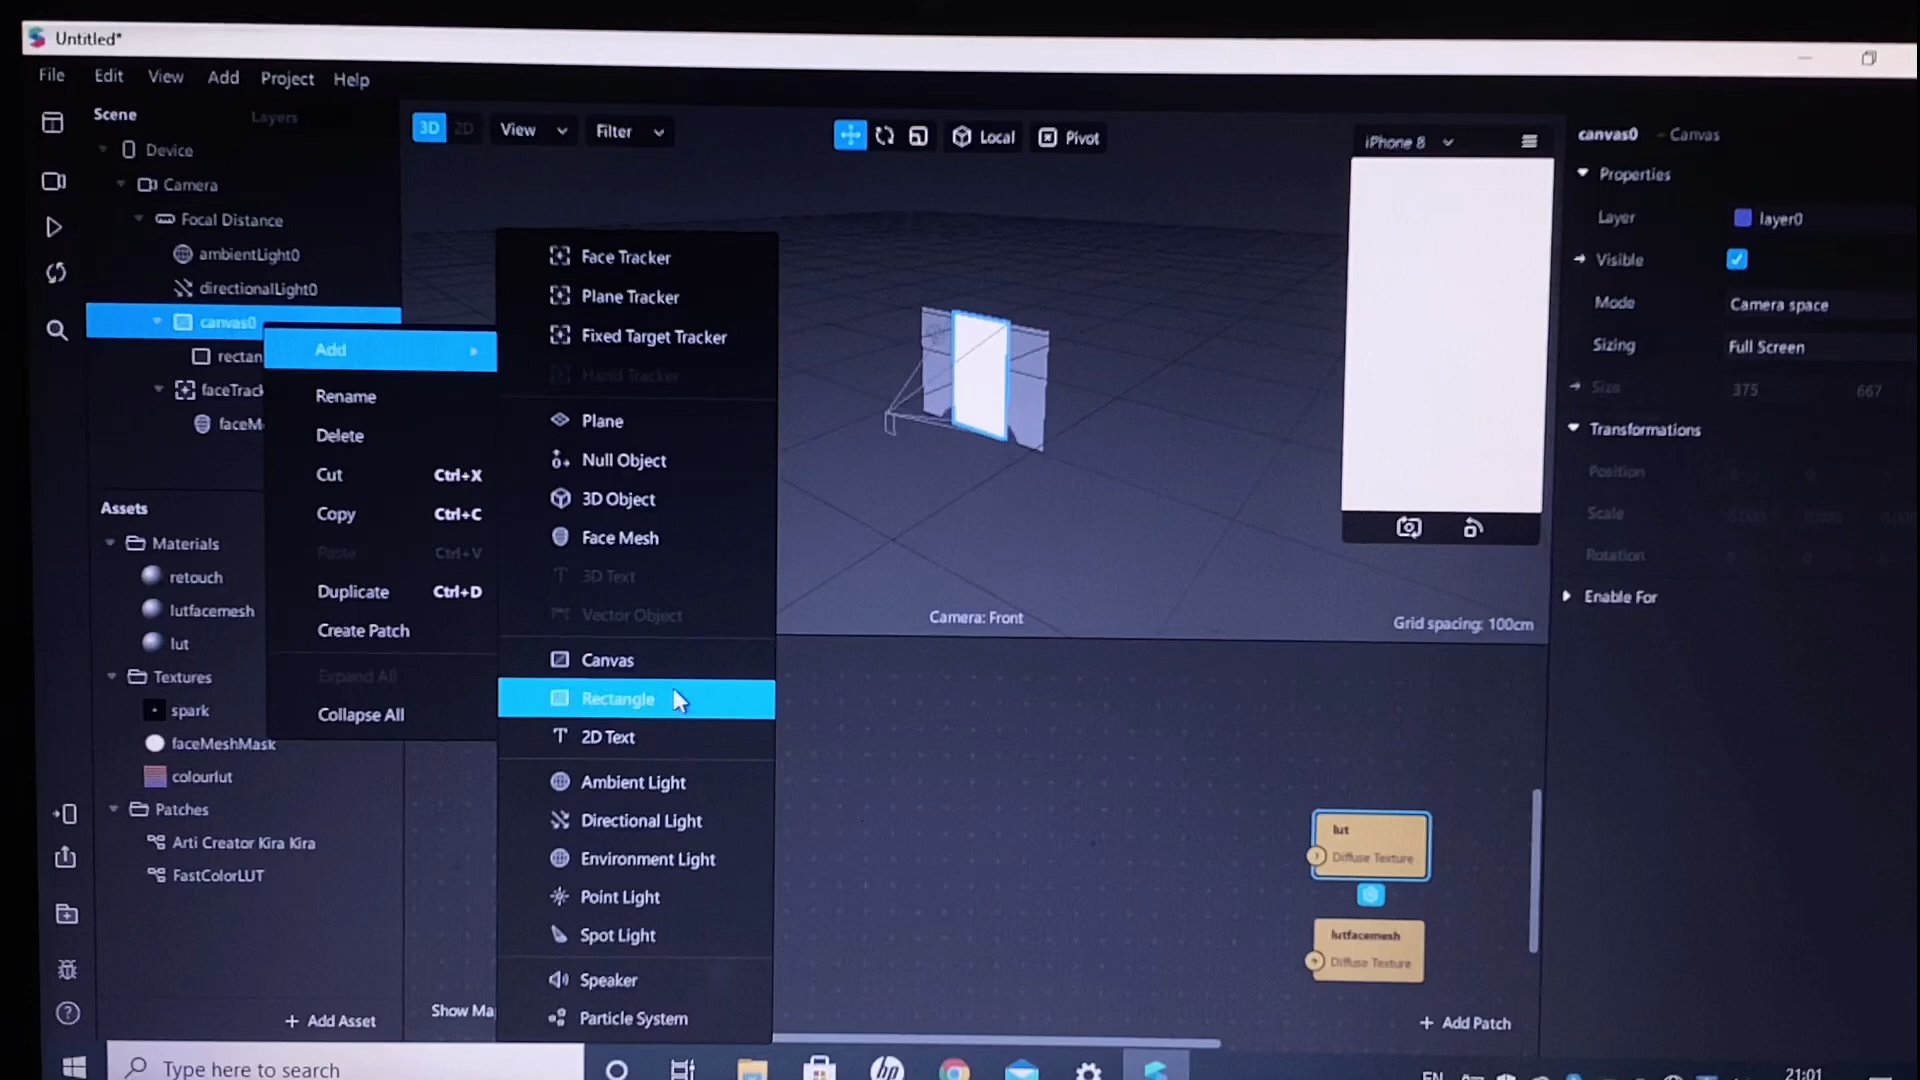 Untitled*
File Edit View Add Project Help
Scene Layers
Device
Camera
Focal Distance
ambientLight0
directionalLight0
canvas0
rectan
faceTrack
faceM
Add
Rename
Delete
Cut Ctrl+X
Copy Ctrl+C
Paste Ctrl+V
Duplicate Ctrl+D
Create Patch
Expand All
Collapse All
Face Tracker
Plane Tracker
Fixed Target Tracker
Hand Tracker
Plane
Null Object
3D Object
Face Mesh
3D Text
Vector Object
Canvas
Rectangle
2D Text
Ambient Light
Directional Light
Environment Light
Point Light
Spot Light
Speaker
Particle System
Assets
Materials
retouch
lutfacemesh
lut
Textures
spark
faceMeshMask
colourlut
Patches
Arti Creator Kira Kira
FastColorLUT
+ Add Asset
3D 2D View Filter Local Pivot
iPhone 8
Camera: Front
Grid spacing: 100cm
Show Ma
lut
Diffuse Texture
lutfacemesh
Diffuse Texture
+ Add Patch
canvas0 - Canvas
Properties
Layer layer0
Visible
Mode Camera space
Sizing Full Screen
Size 375 667
Transformations
Position
Scale
Rotation
Enable For
Type here to search
hp
EN
21:01